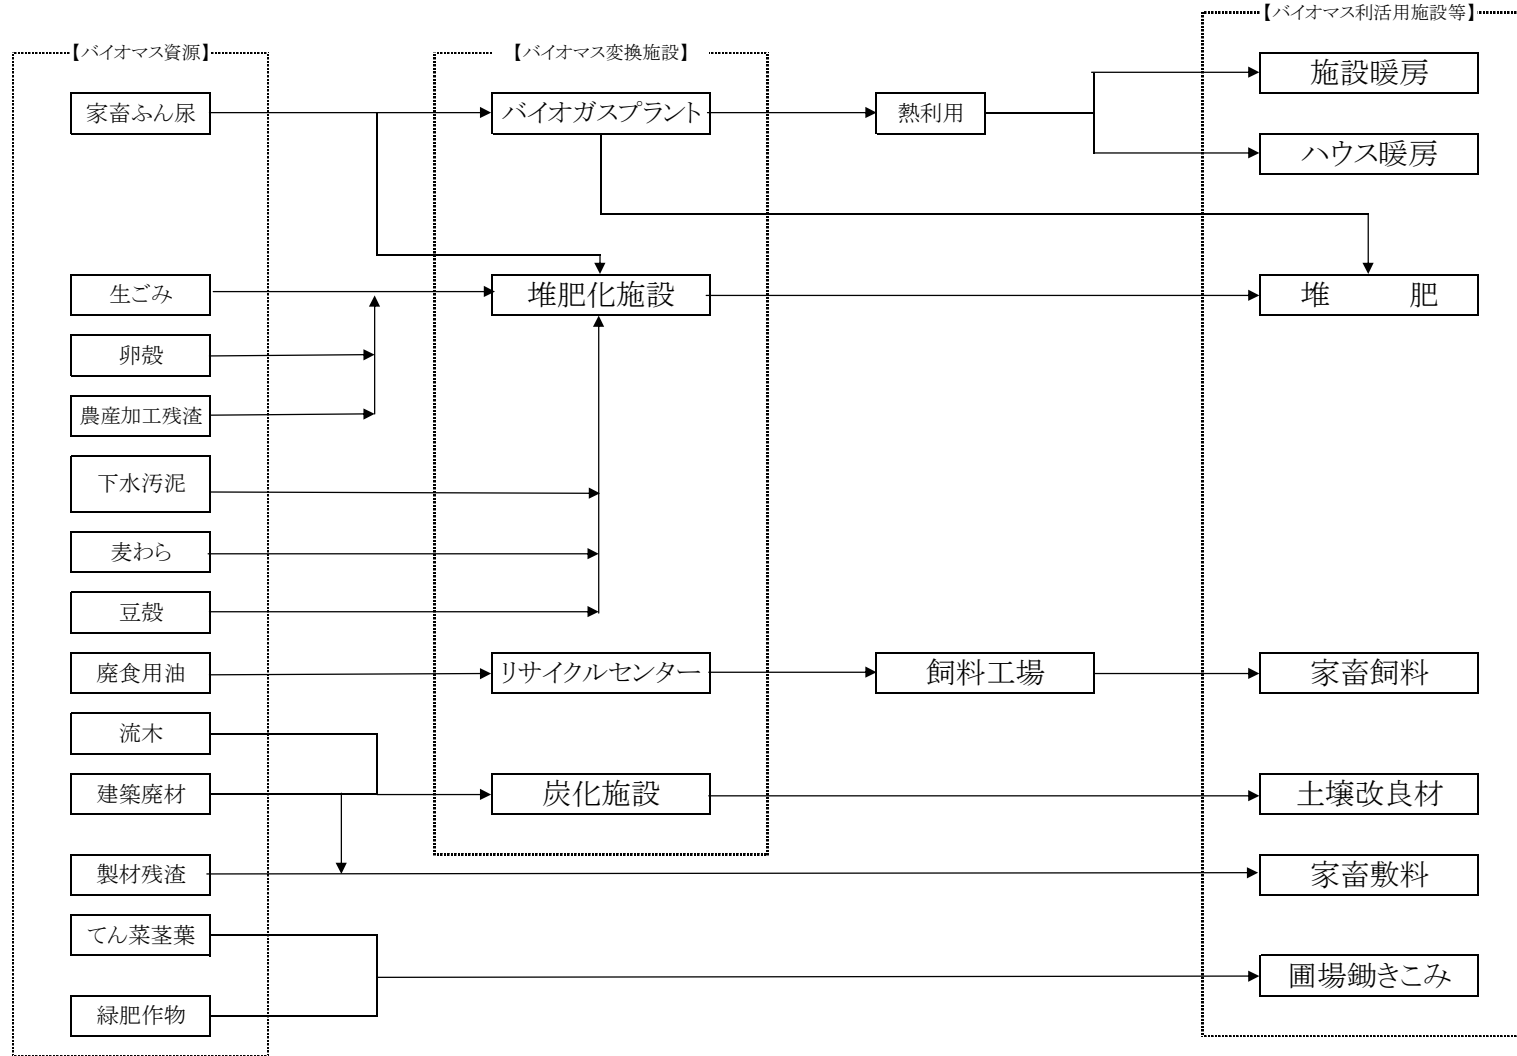 【バイオマス利活用施設等】
【バイオマス資源】
【バイオマス変換施設】
施設暖房
家畜ふん尿
バイオガスプラント
熱利用
ハウス暖房
生ごみ
堆肥化施設
堆　　肥
卵殻
農産加工残渣
下水汚泥
麦わら
豆殻
廃食用油
リサイクルセンター
飼料工場
家畜飼料
流木
建築廃材
炭化施設
土壌改良材
製材残渣
家畜敷料
てん菜茎葉
圃場鋤きこみ
緑肥作物